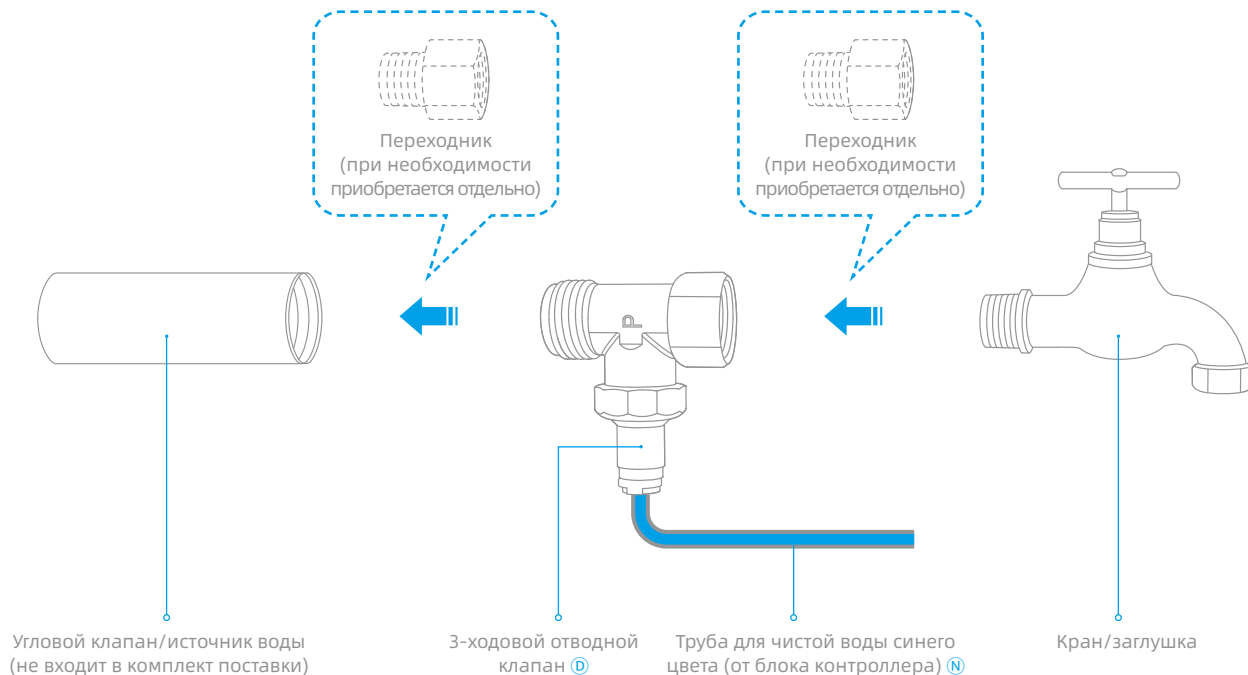 Переходник
(при необходимости
приобретается отдельно)
Переходник
(при необходимости
приобретается отдельно)
P
Угловой клапан/источник воды
(не входит в комплект поставки)
3-ходовой отводной
клапан Ⓓ
Труба для чистой воды синего
цвета (от блока контроллера) Ⓝ
Кран/заглушка